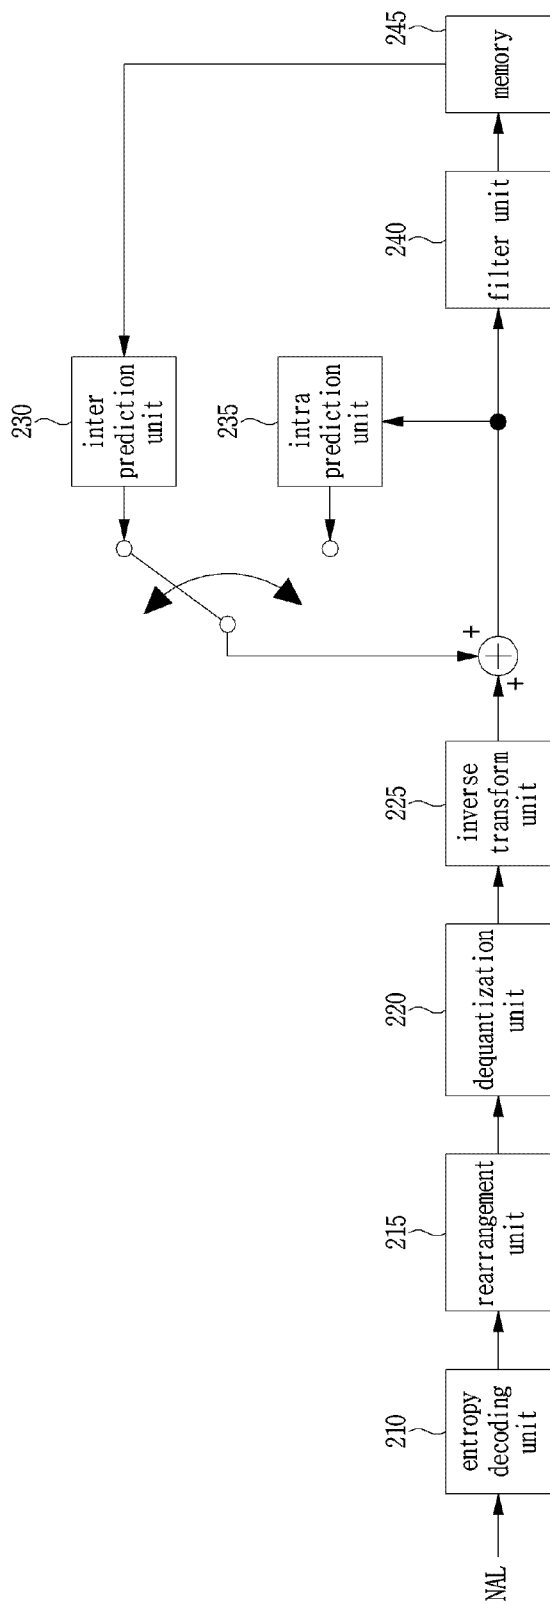 NAL
210
entropy
decoding
unit
215
rearrangement
unit
220
dequantization
unit
225
inverse
transform
unit
+
+
230
inter
prediction
unit
235
intra
prediction
unit
240
filter unit
245
memory